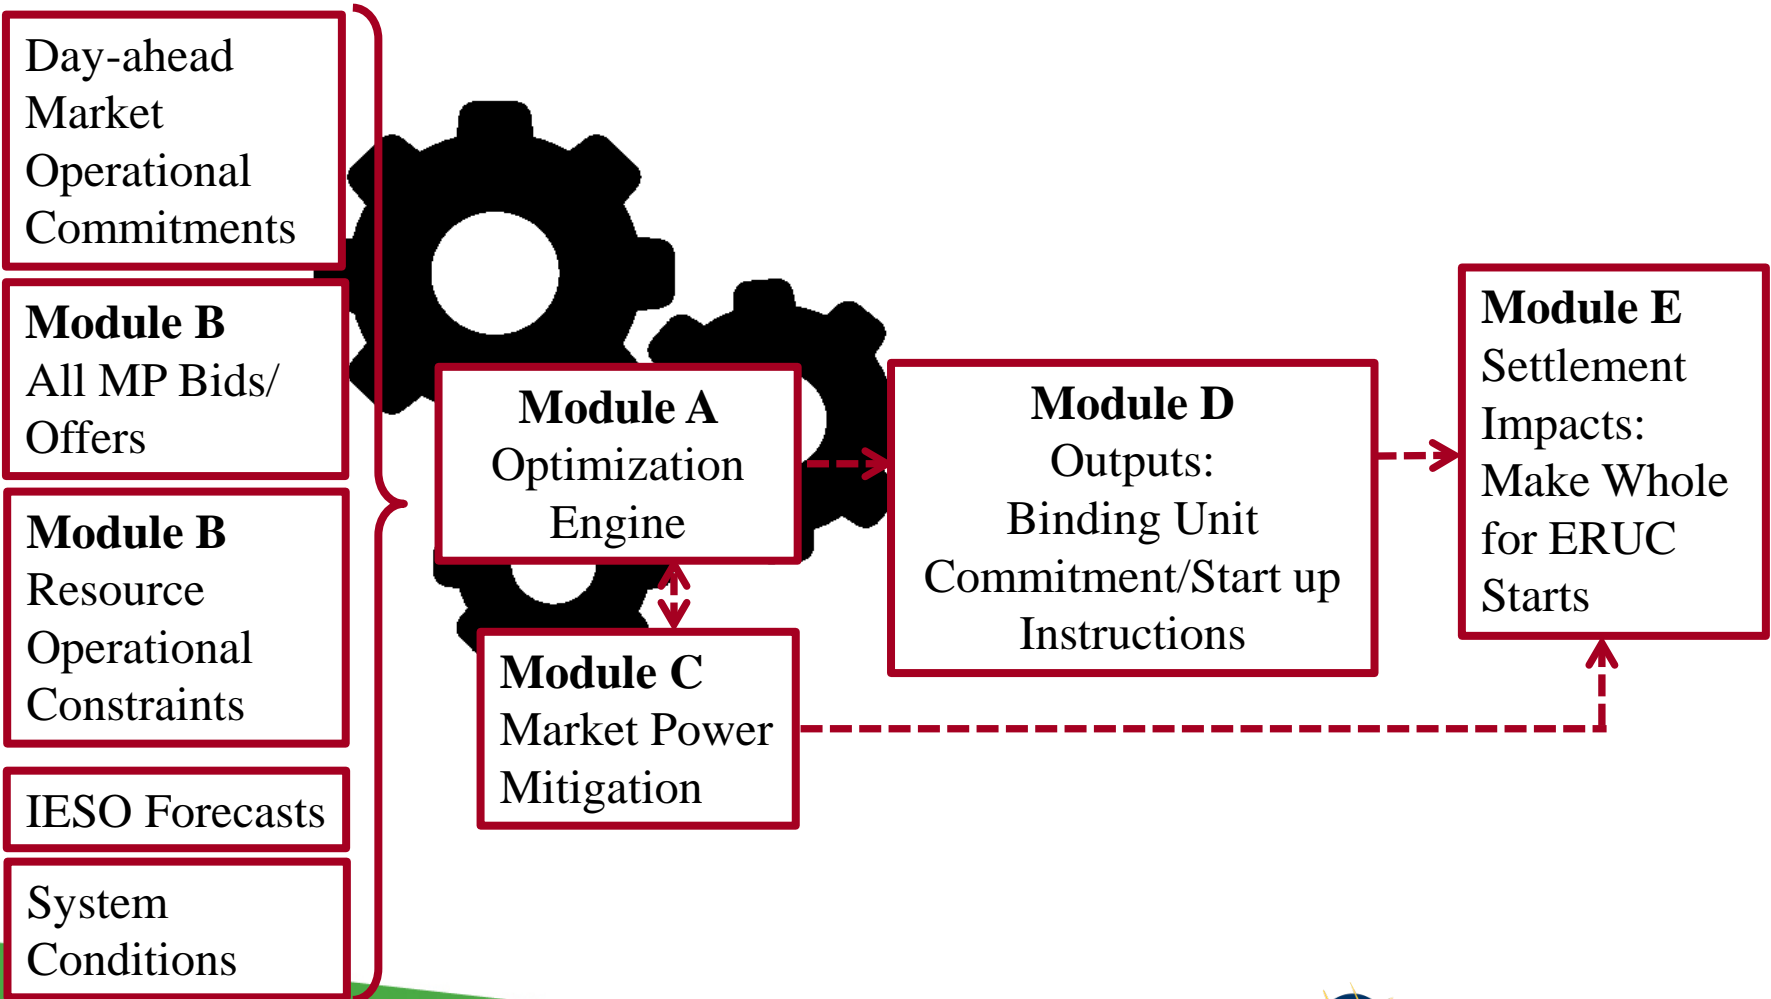 Day-ahead
Market
Operational
Commitments
Module B
All MP Bids/
Offers
Module B
Resource
Operational
Constraints
IESO Forecasts
System
Conditions
Module A
Optimization
Engine
Module C
Market Power
Mitigation
Module D
Outputs:
Binding Unit
Commitment/Start up
Instructions
Module E
Settlement
Impacts:
Make Whole
for ERUC
Starts